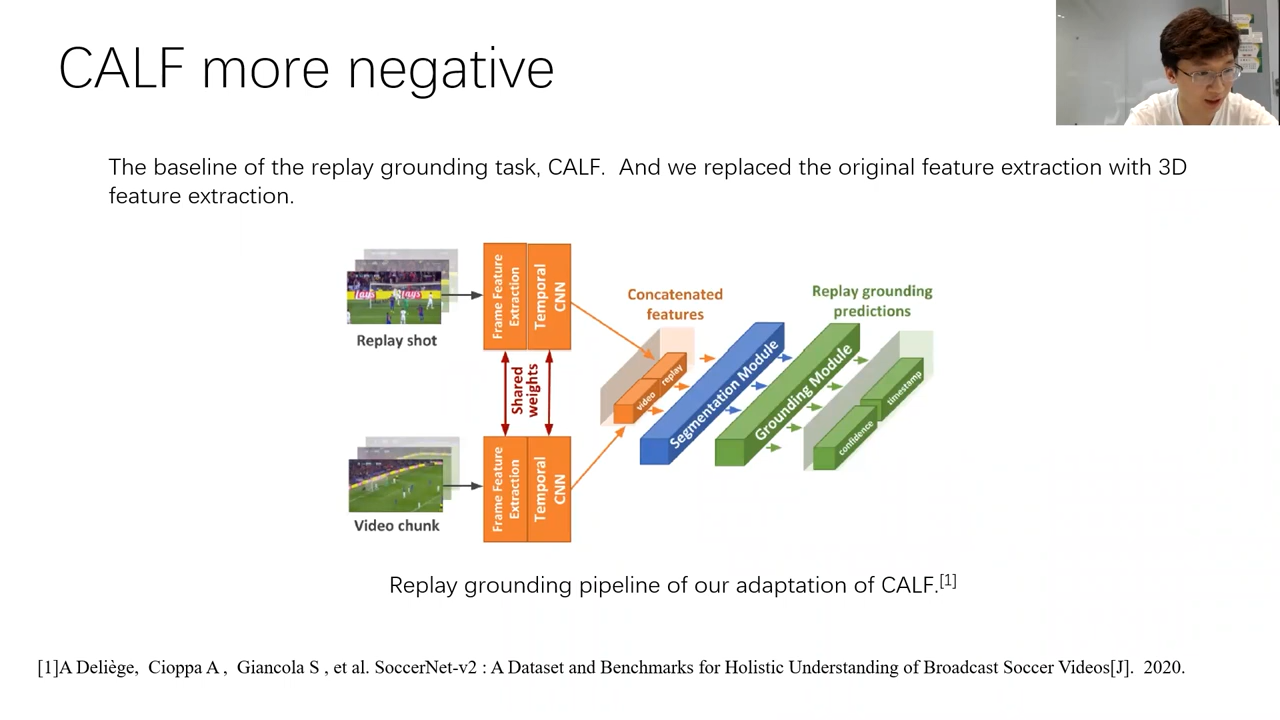 CALF more negative
The baseline of the replay grounding task, CALF. And we replaced the original feature extraction with 3D
feature extraction.
Replay shot
Frame Feature
Extraction
Temporal
CNN
Shared
weights
Video chunk
Frame Feature
Extraction
Temporal
CNN
Concatenated
features
video
replay
Segmentation Module
Grounding Module
Replay grounding
predictions
confidence
timestamp
Replay grounding pipeline of our adaptation of CALF.[1]
[1]A Deliège, Cioppa A , Giancola S , et al. SoccerNet-v2 : A Dataset and Benchmarks for Holistic Understanding of Broadcast Soccer Videos[J]. 2020.